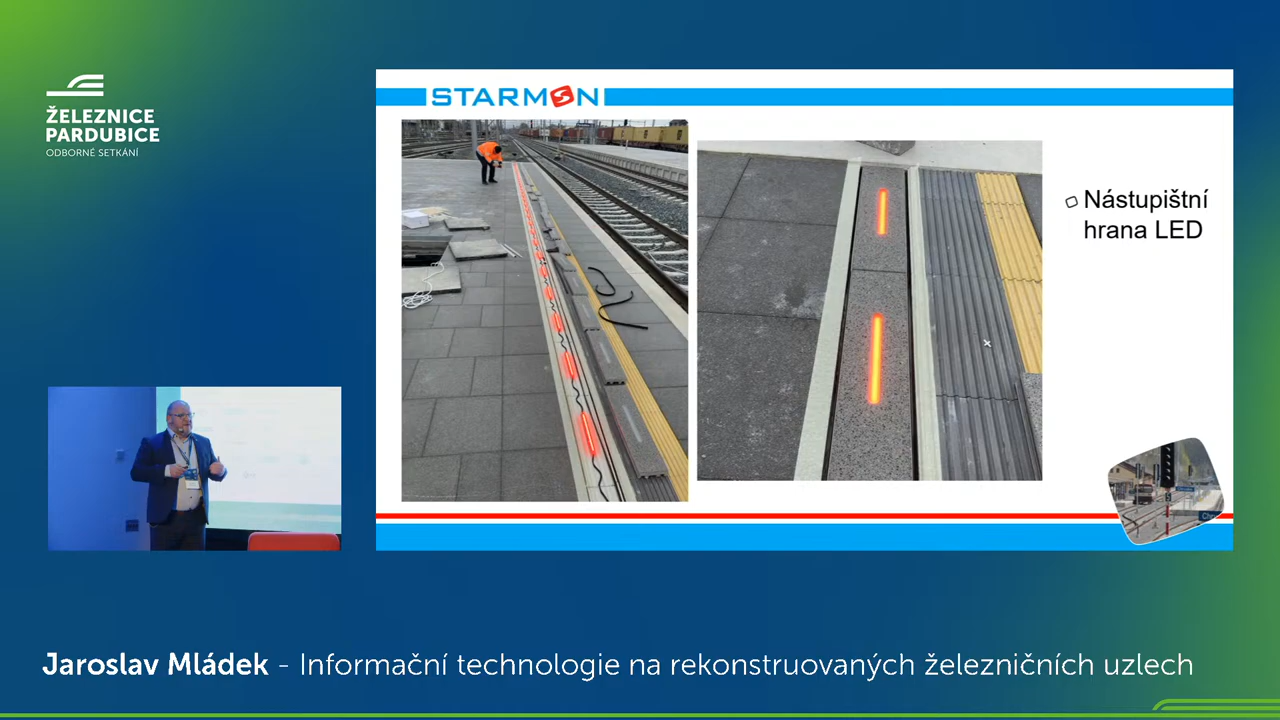 ŽELEZNICE
PARDUBICE
ODBORNÉ SETKÁNÍ
STARMON
Nástupištní
hrana LED
Jaroslav Mládek - Informační technologie na rekonstruovaných železničních uzlech